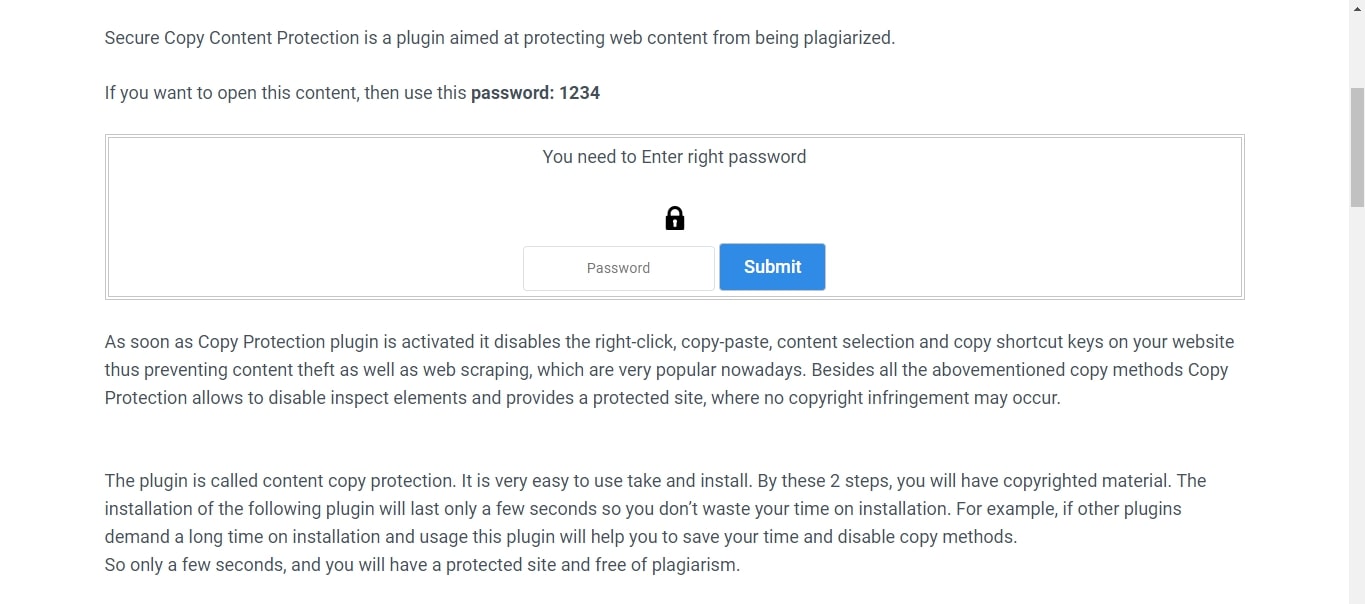 Secure Copy Content Protection is a plugin aimed at protecting web content from being plagiarized.
If you want to open this content, then use this password: 1234
You need to Enter right password
Password
Submit
As soon as Copy Protection plugin is activated it disables the right-click, copy-paste, content selection and copy shortcut keys on your website
thus preventing content theft as well as web scraping, which are very popular nowadays. Besides all the abovementioned copy methods Copy
Protection allows to disable inspect elements and provides a protected site, where no copyright infringement may occur.
The plugin is called content copy protection. It is very easy to use take and install. By these 2 steps, you will have copyrighted material. The
installation of the following plugin will last only a few seconds so you don’t waste your time on installation. For example, if other plugins
demand a long time on installation and usage this plugin will help you to save your time and disable copy methods.
So only a few seconds, and you will have a protected site and free of plagiarism.